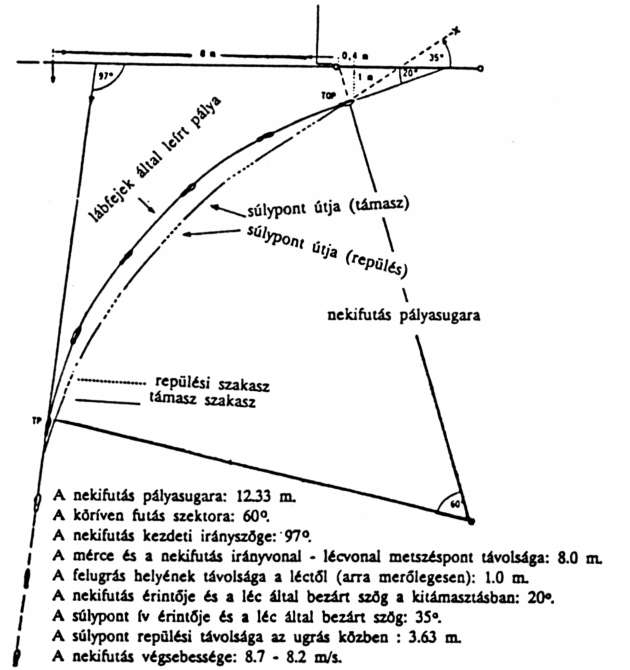 8 m
0,4 m
35°
97°
1 m
20°
x
TOP
lábfejek által leírt pálya
súlypont útja (támasz)
súlypont útja (repülés)
nekifutás pályasugara
repülési szakasz
támasz szakasz
TP
60°
A nekifutás pályasugara: 12.33 m.
A köríven futás szektora: 60°.
A nekifutás kezdeti irányszöge: 97°.
A mérce és a nekifutás irányvonal - lécvonal metszéspont távolsága: 8.0 m.
A felugrás helyének távolsága a léctől (arra merőlegesen): 1.0 m.
A nekifutás érintője és a léc által bezárt szög a kitámasztásban: 20°.
A súlypont ív érintője és a léc által bezárt szög: 35°.
A súlypont repülési távolsága az ugrás közben : 3.63 m.
A nekifutás végsebessége: 8.7 - 8.2 m/s.